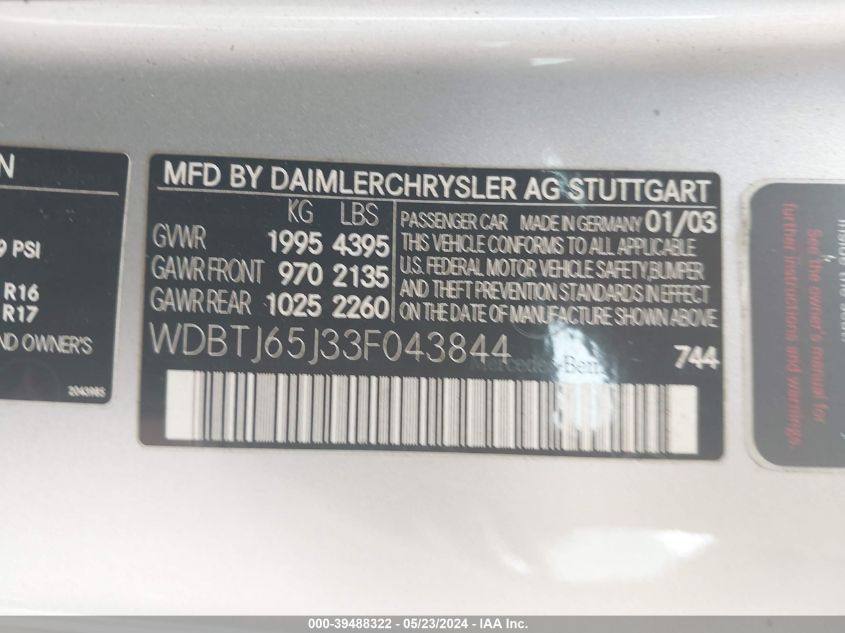 N
9 PSI
R16
R17
ND OWNER'S
2043985
MFD BY DAIMLERCHRYSLER AG STUTTGART
KG LBS
GVWR 1995 4395
GAWR FRONT 970 2135
GAWR REAR 1025 2260
PASSENGER CAR MADE IN GERMANY 01/03
THIS VEHICLE CONFORMS TO ALL APPLICABLE
U.S. FEDERAL MOTOR VEHICLE SAFETY, BUMPER
AND THEFT PREVENTION STANDARDS IN EFFECT
ON THE DATE OF MANUFACTURE SHOWN ABOVE
WDBTJ65J33F043844
Mercedes-Benz
744
See the owner's manual for
further instructions and warnings.
000-39488322 / 05/23/2024 - IAA Inc.